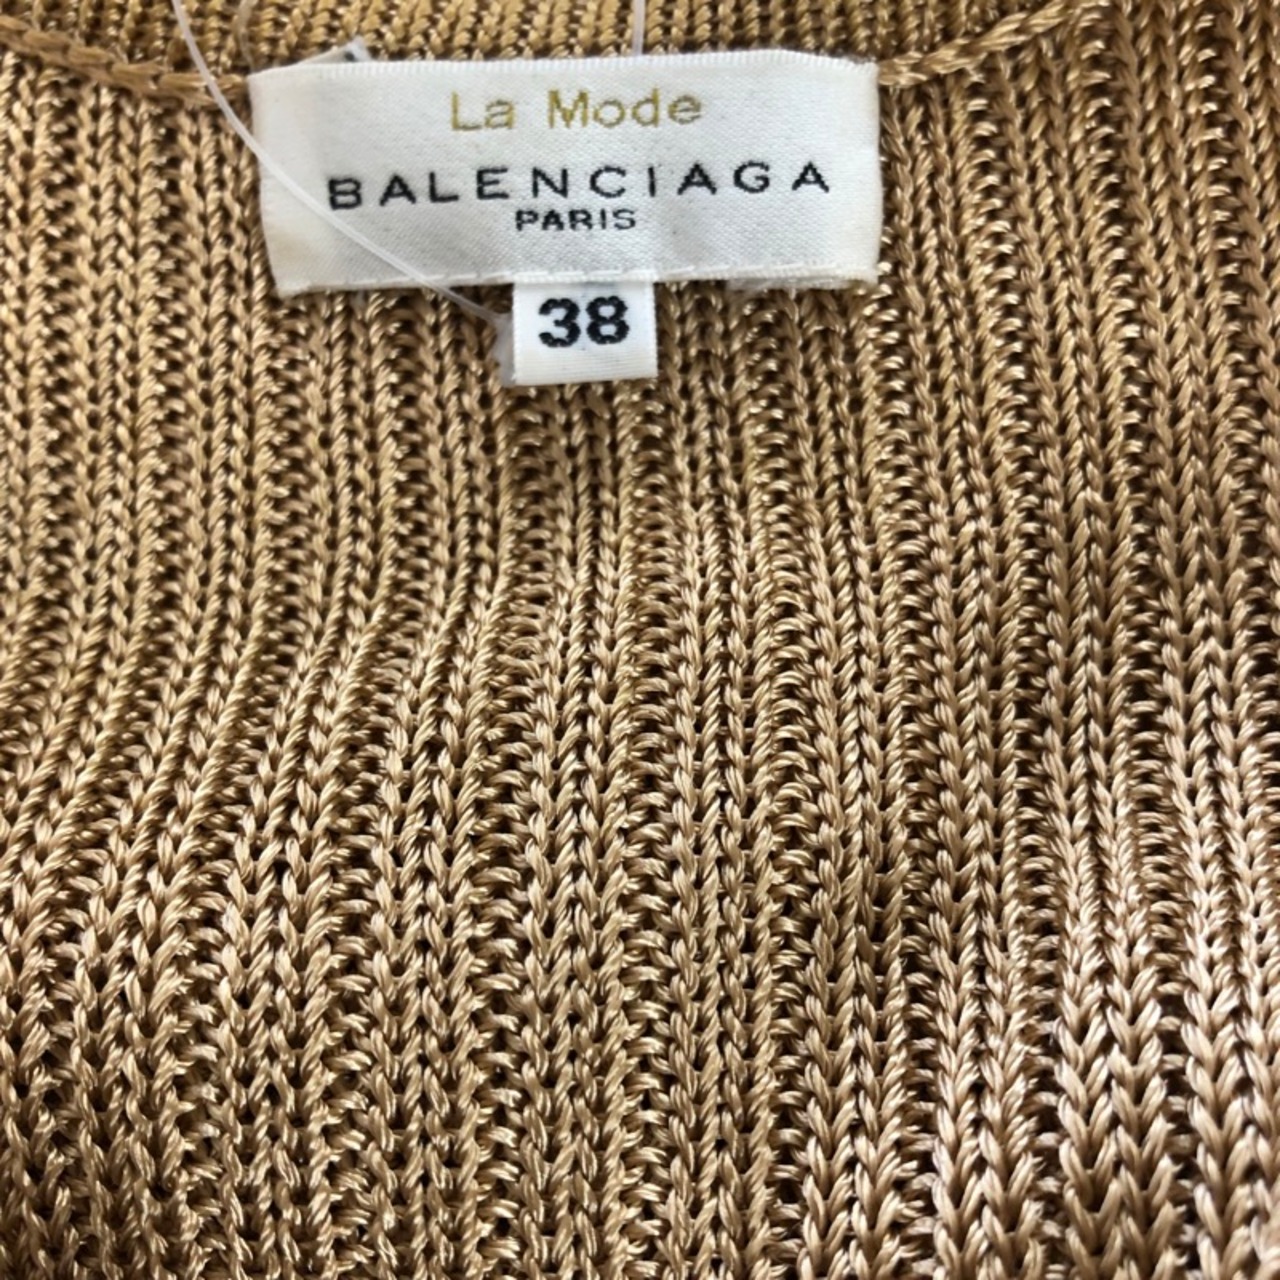 La Mode
BALENCIAGA
PARIS
38